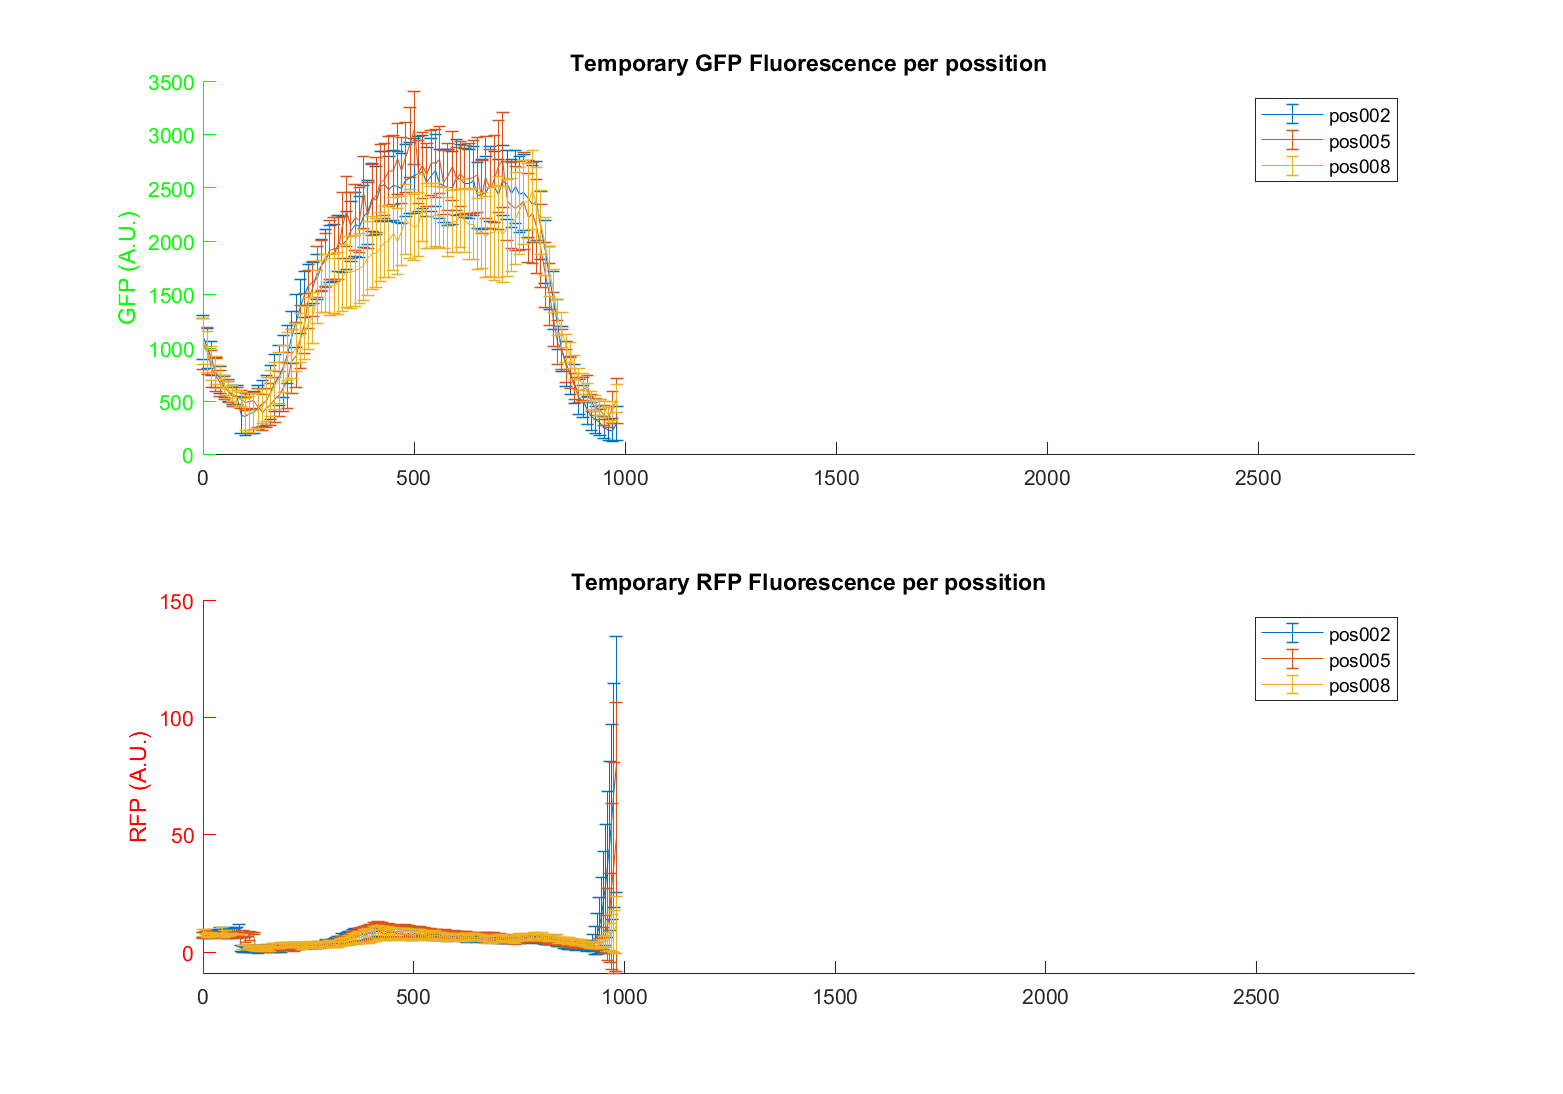 Temporary GFP Fluorescence per possition
3500
3000
2500
2000
1500
1000
500
0
GFP (A.U.)
0 500 1000 1500 2000 2500
pos002
pos005
pos008
Temporary RFP Fluorescence per possition
150
100
50
0
RFP (A.U.)
0 500 1000 1500 2000 2500
pos002
pos005
pos008